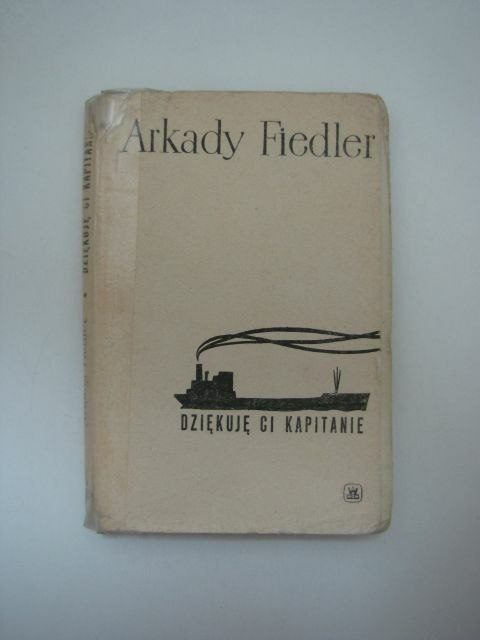 Arkady Fiedler
DZIĘKUJĘ CI KAPITANIE
DZIĘKUJĘ CI KAPITANIE